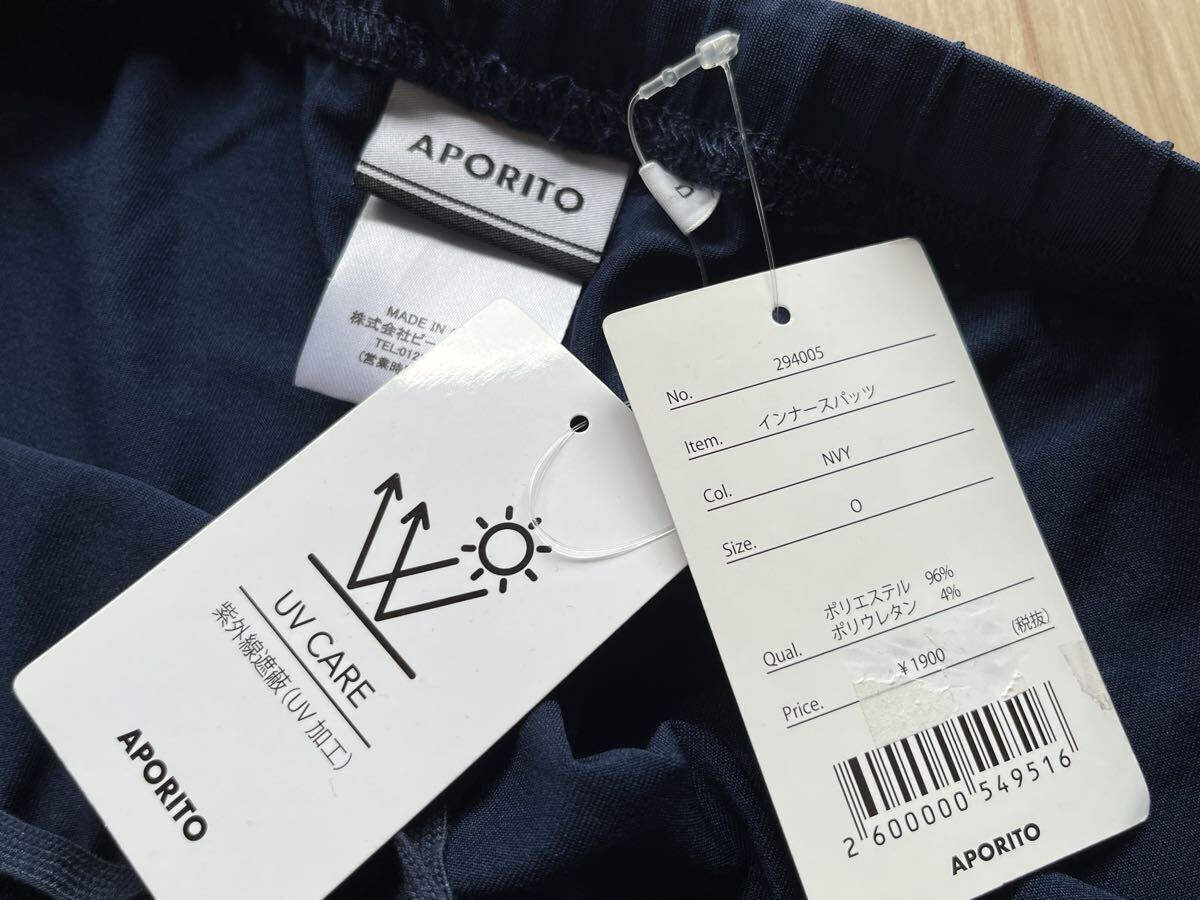 APORITO
MADE IN
株式会社ビー
TEL:012
(営業時
D
UV CARE
紫外線遮蔽(UV加工)
APORITO
No. 294005
Item. インナースパッツ
Col. NVY
Size. O
Qual. ポリエステル 96%
ポリウレタン 4%
Price. ¥1900 (税抜)
2 600000 549516
APORITO